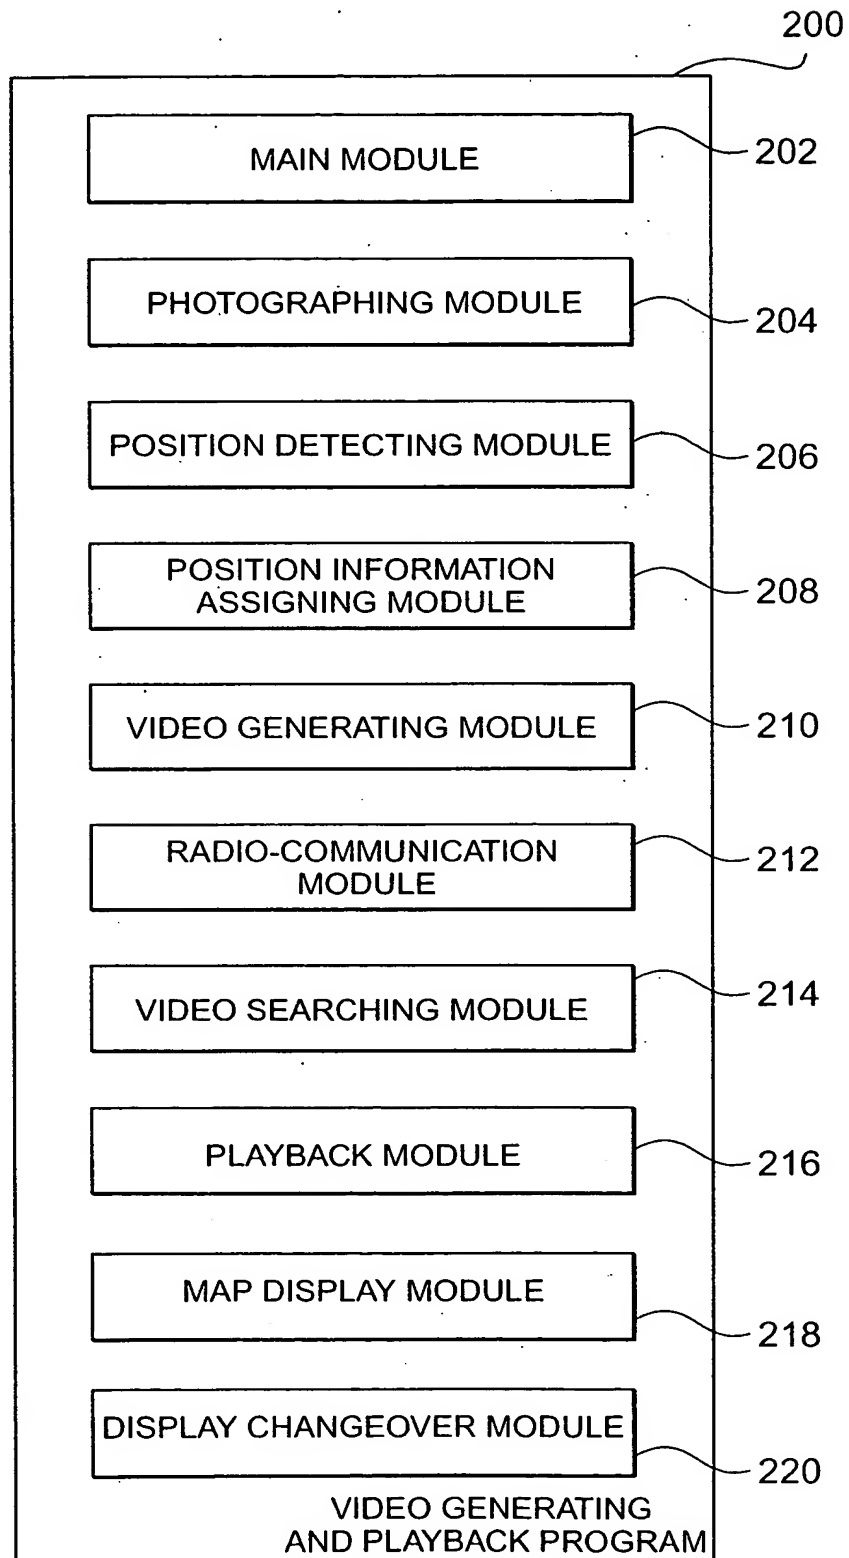 200
MAIN MODULE
202
PHOTOGRAPHING MODULE
204
POSITION DETECTING MODULE
206
POSITION INFORMATION
ASSIGNING MODULE
208
VIDEO GENERATING MODULE
210
RADIO-COMMUNICATION
MODULE
212
VIDEO SEARCHING MODULE
214
PLAYBACK MODULE
216
MAP DISPLAY MODULE
218
DISPLAY CHANGEOVER MODULE
220
VIDEO GENERATING
AND PLAYBACK PROGRAM